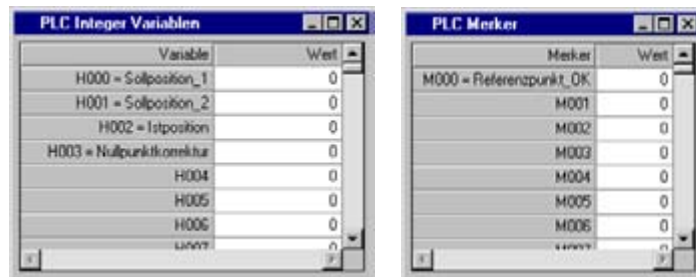 PLC Integer Variablen
Variable Wert
H000 = Sollposition_1 0
H001 = Sollposition_2 0
H002 = Istposition 0
H003 = Nullpunktkorrektur 0
H004 0
H005 0
H006 0
H007 0
PLC Merker
Merker Wert
M000 = Referenzpunkt_OK 0
M001 0
M002 0
M003 0
M004 0
M005 0
M006 0
M007 0